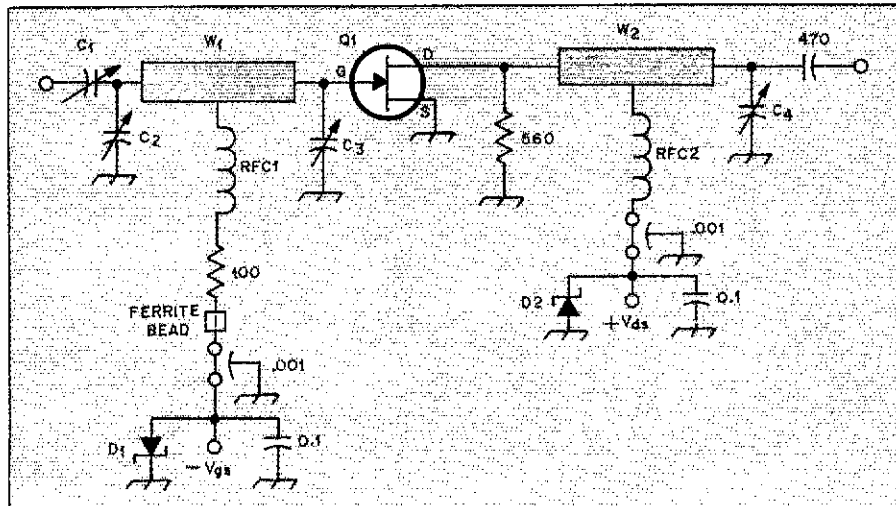 C1
W1
Q1
D
G
S
W2
470
C2
C3
560
C4
RFC1
RFC2
100
.001
FERRITE
BEAD
D2
+Vds
0.1
.001
D1
-Vgs
0.1